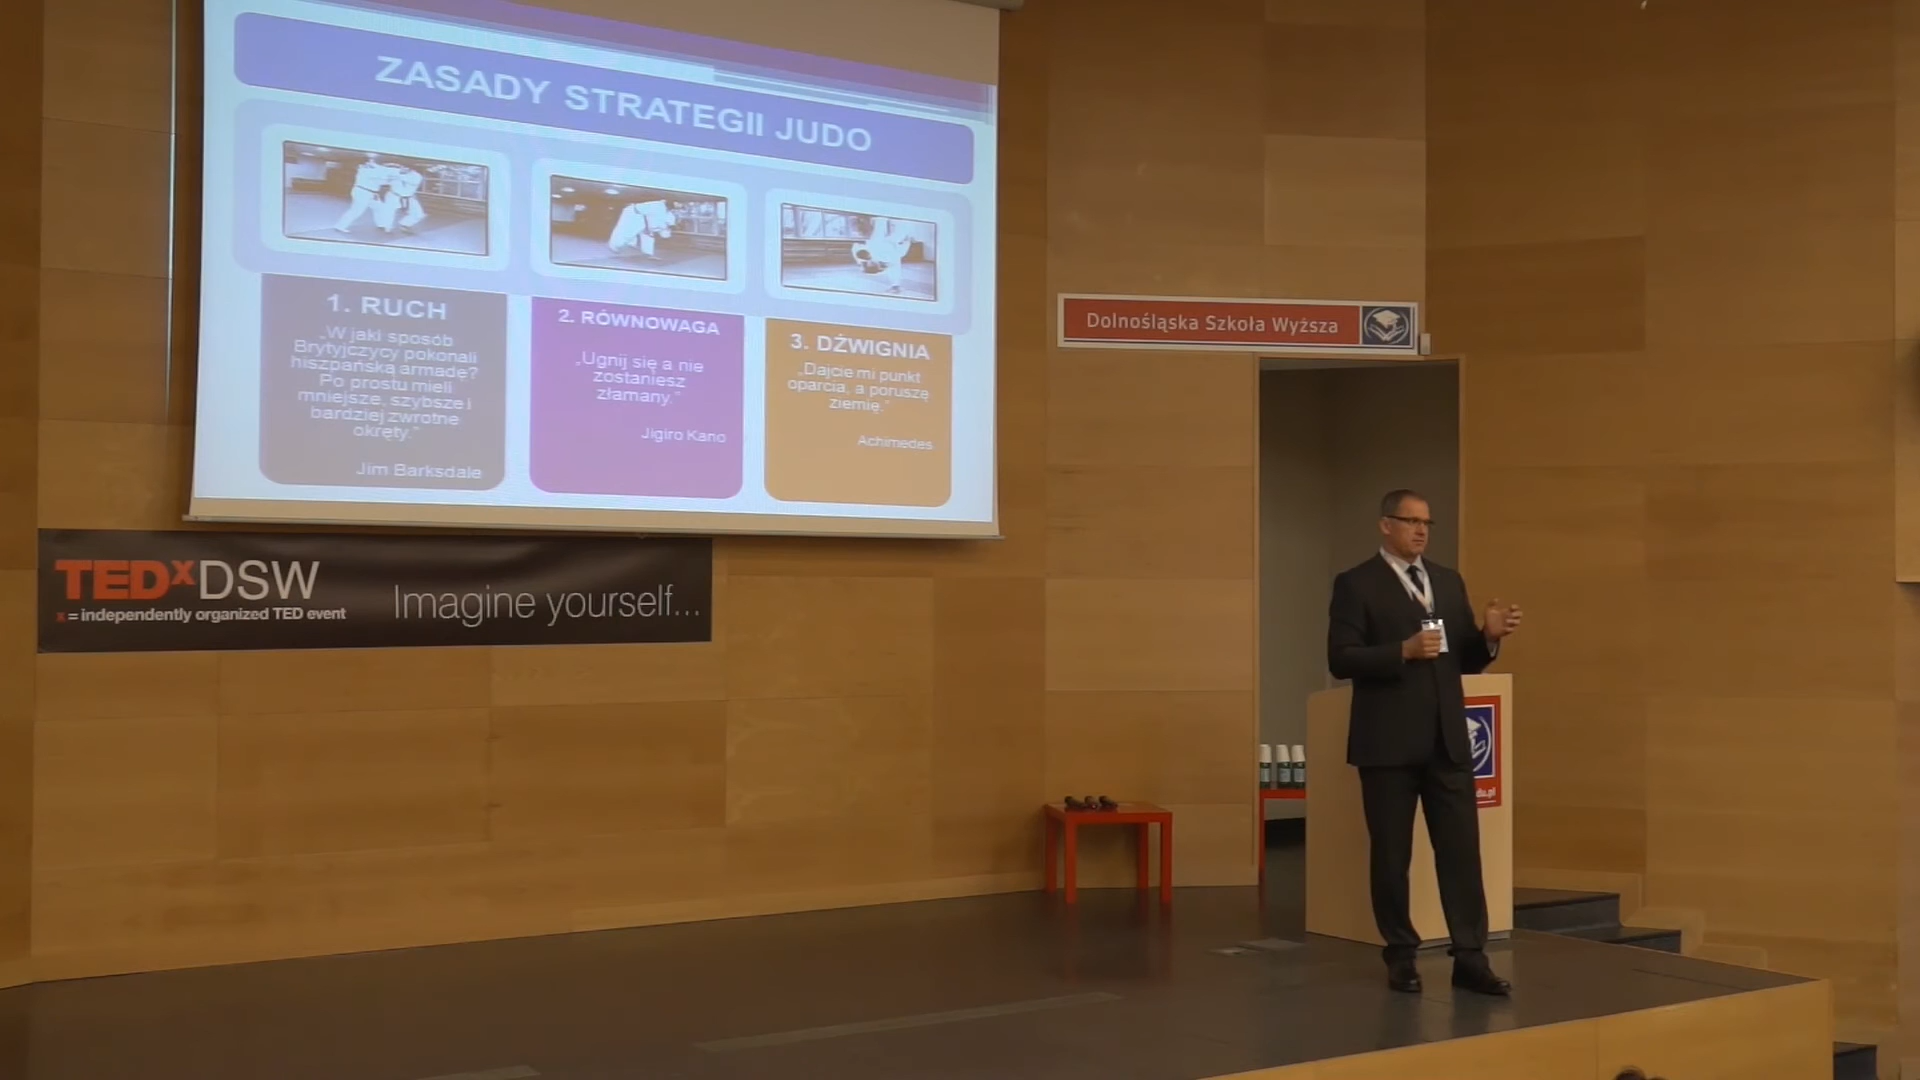 ZASADY STRATEGII JUDO
1. RUCH
„W jaki sposób
Brytyjczycy pokonali
hiszpańską armadę?
Po prostu mieli
mniejsze, szybsze i
bardziej zwrotne
okręty.”
Jim Barksdale
2. RÓWNOWAGA
„Ugnij się a nie
zostaniesz
złamany.”
Jigiro Kano
3. DŹWIGNIA
„Dajcie mi punkt
oparcia, a poruszę
ziemię.”
Achimedes
Dolnośląska Szkoła Wyższa
TEDxDSW
x = independently organized TED event
Imagine yourself...
du.pl